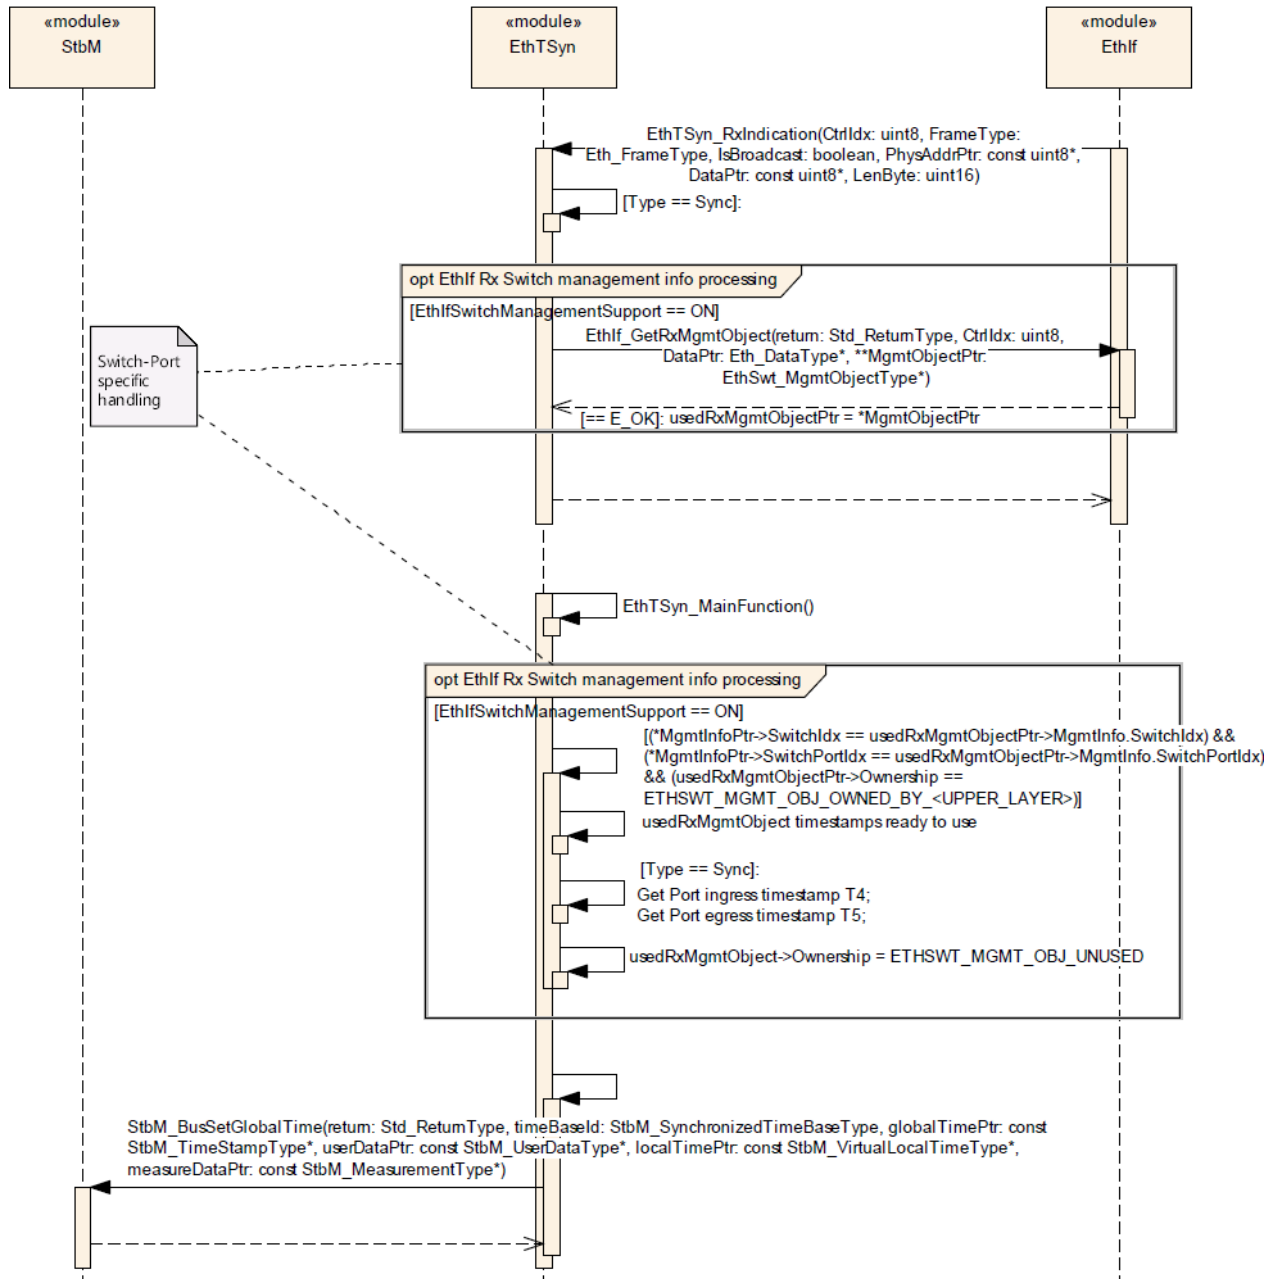 «module»
StbM
«module»
EthTSyn
«module»
EthIf
EthTSyn_RxIndication(CtrlIdx: uint8, FrameType:
Eth_FrameType, IsBroadcast: boolean, PhysAddrPtr: const uint8*,
DataPtr: const uint8*, LenByte: uint16)
[Type == Sync]:
opt EthIf Rx Switch management info processing
[EthIfSwitchManagementSupport == ON]
EthIf_GetRxMgmtObject(return: Std_ReturnType, CtrlIdx: uint8,
DataPtr: Eth_DataType*, **MgmtObjectPtr:
EthSwt_MgmtObjectType*)
[== E_OK]: usedRxMgmtObjectPtr = *MgmtObjectPtr
Switch-Port
specific
handling
EthTSyn_MainFunction()
opt EthIf Rx Switch management info processing
[EthIfSwitchManagementSupport == ON]
[(*MgmtInfoPtr->SwitchIdx == usedRxMgmtObjectPtr->MgmtInfo.SwitchIdx) &&
(*MgmtInfoPtr->SwitchPortIdx == usedRxMgmtObjectPtr->MgmtInfo.SwitchPortIdx)
&& (usedRxMgmtObjectPtr->Ownership ==
ETHSWT_MGMT_OBJ_OWNED_BY_<UPPER_LAYER>)]
usedRxMgmtObject timestamps ready to use
[Type == Sync]:
Get Port ingress timestamp T4;
Get Port egress timestamp T5;
usedRxMgmtObject->Ownership = ETHSWT_MGMT_OBJ_UNUSED
StbM_BusSetGlobalTime(return: Std_ReturnType, timeBaseId: StbM_SynchronizedTimeBaseType, globalTimePtr: const
StbM_TimeStampType*, userDataPtr: const StbM_UserDataType*, localTimePtr: const StbM_VirtualLocalTimeType*,
measureDataPtr: const StbM_MeasurementType*)